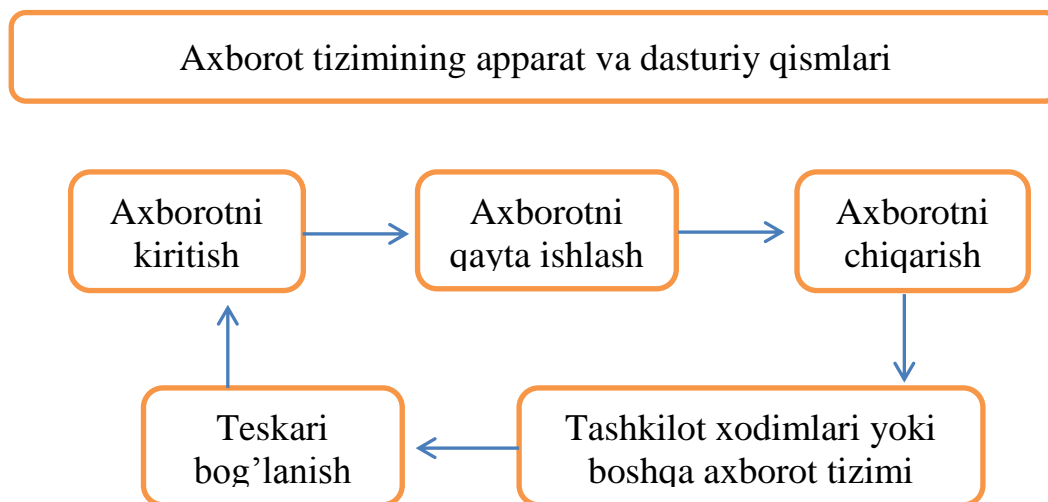 Axborot tizimining apparat va dasturiy qismlari
Axborotni
kiritish
Axborotni
qayta ishlash
Axborotni
chiqarish
Teskari
bog’lanish
Tashkilot xodimlari yoki
boshqa axborot tizimi